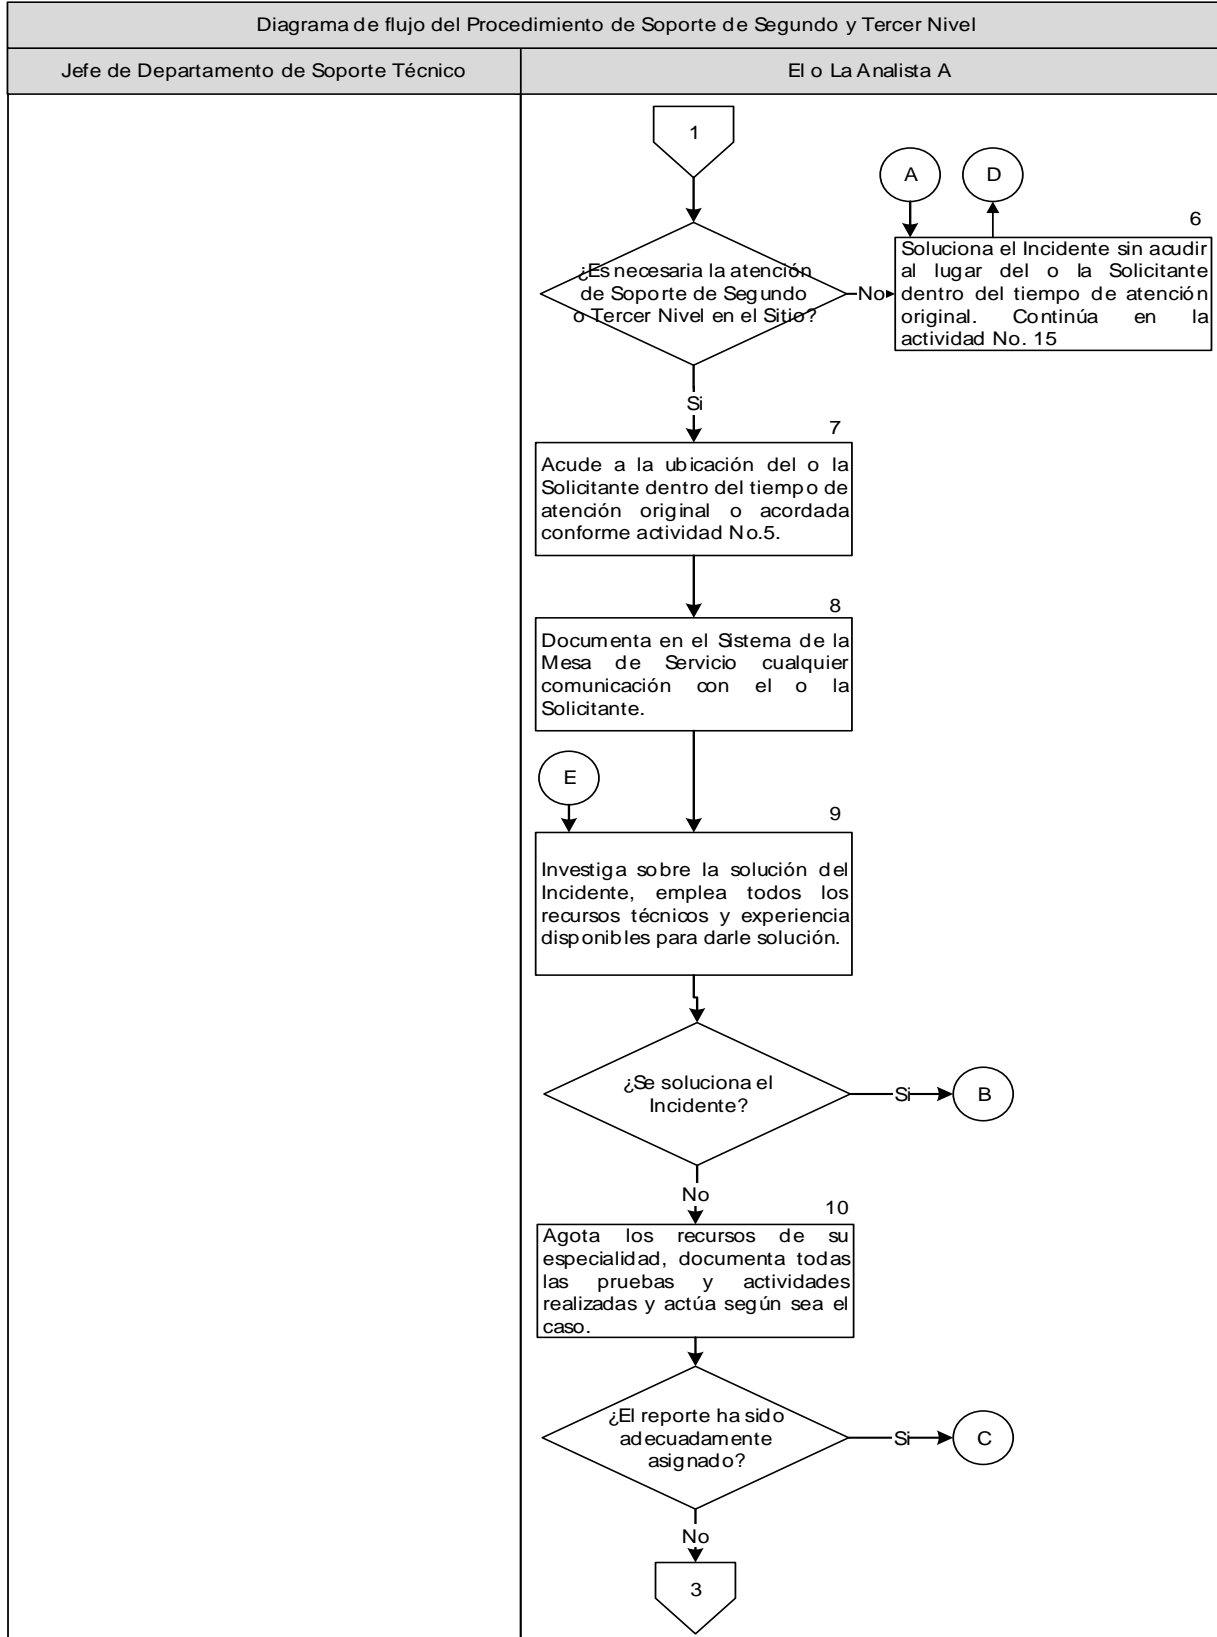 Diagrama de flujo del Procedimiento de Soporte de Segundo y Tercer Nivel
Jefe de Departamento de Soporte Técnico
El o La Analista A
1
A
D
6
¿Es necesaria la atención
de Soporte de Segundo
o Tercer Nivel en el Sitio?
No
Soluciona el Incidente sin acudir
al lugar del o la Solicitante
dentro del tiempo de atención
original. Continúa en la
actividad No. 15
Si
7
Acude a la ubicación del o la
Solicitante dentro del tiempo de
atención original o acordada
conforme actividad No.5.
8
Documenta en el Sistema de la
Mesa de Servicio cualquier
comunicación con el o la
Solicitante.
E
9
Investiga sobre la solución del
Incidente, emplea todos los
recursos técnicos y experiencia
disponibles para darle solución.
¿Se soluciona el
Incidente?
Si
B
No
10
Agota los recursos de su
especialidad, documenta todas
las pruebas y actividades
realizadas y actúa según sea el
caso.
¿El reporte ha sido
adecuadamente
asignado?
Si
C
No
3